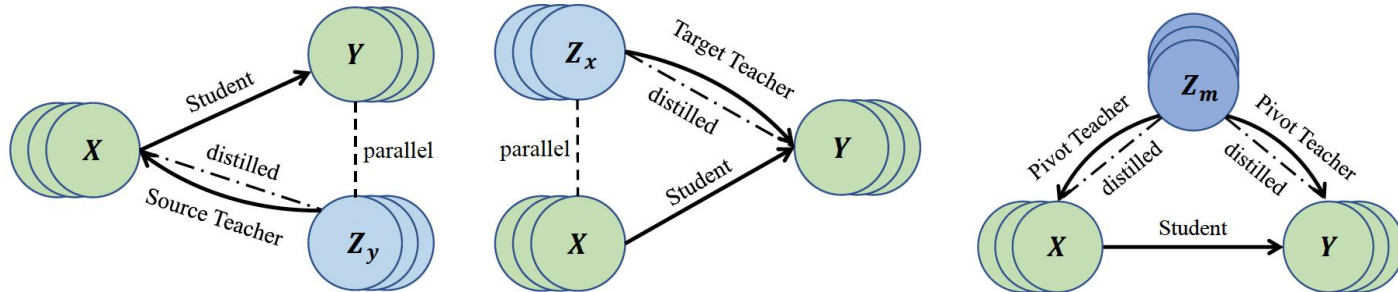 Y
Student
X
distilled
parallel
Source Teacher
Z_y
Z_x
Target Teacher
distilled
parallel
Y
Student
X
Z_m
Pivot Teacher
Pivot Teacher
distilled
distilled
X
Student
Y